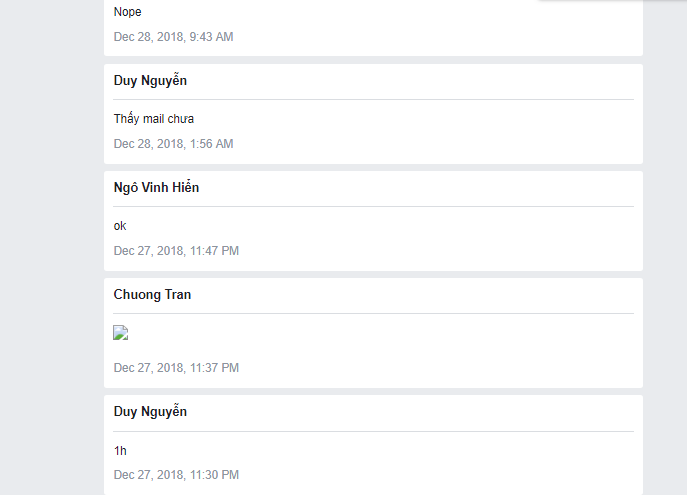 Nope
Dec 28, 2018, 9:43 AM
Duy Nguyễn
Thấy mail chưa
Dec 28, 2018, 1:56 AM
Ngô Vinh Hiển
ok
Dec 27, 2018, 11:47 PM
Chuong Tran
Dec 27, 2018, 11:37 PM
Duy Nguyễn
1h
Dec 27, 2018, 11:30 PM